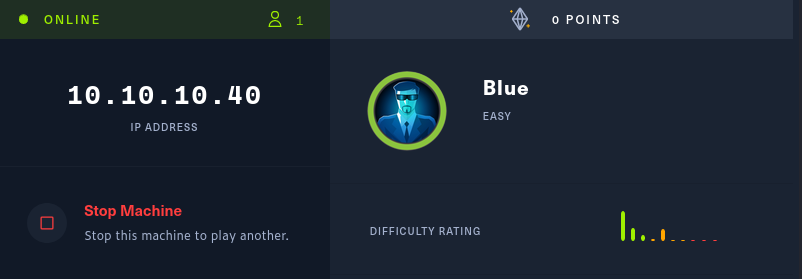 ONLINE
1
0 POINTS
10.10.10.40
IP ADDRESS
Blue
EASY
Stop Machine
Stop this machine to play another.
DIFFICULTY RATING